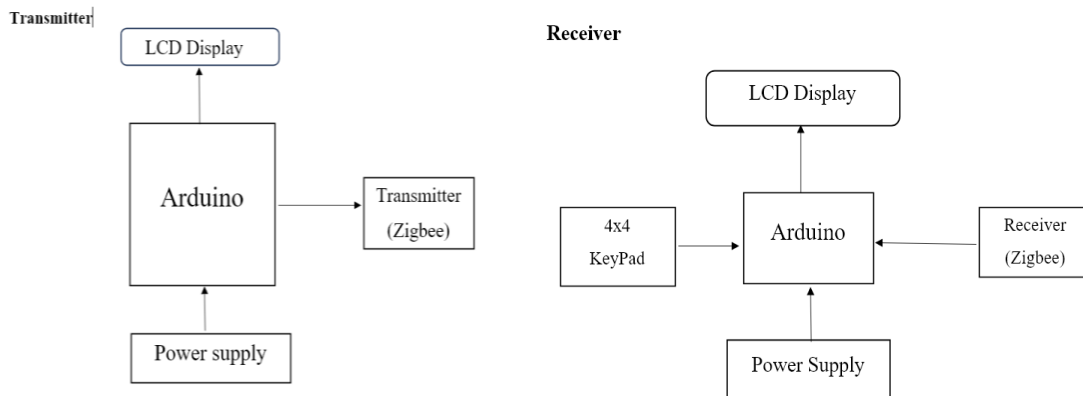 Transmitter
LCD Display
Arduino
Transmitter
(Zigbee)
Power supply
Receiver
LCD Display
4x4
KeyPad
Arduino
Receiver
(Zigbee)
Power Supply